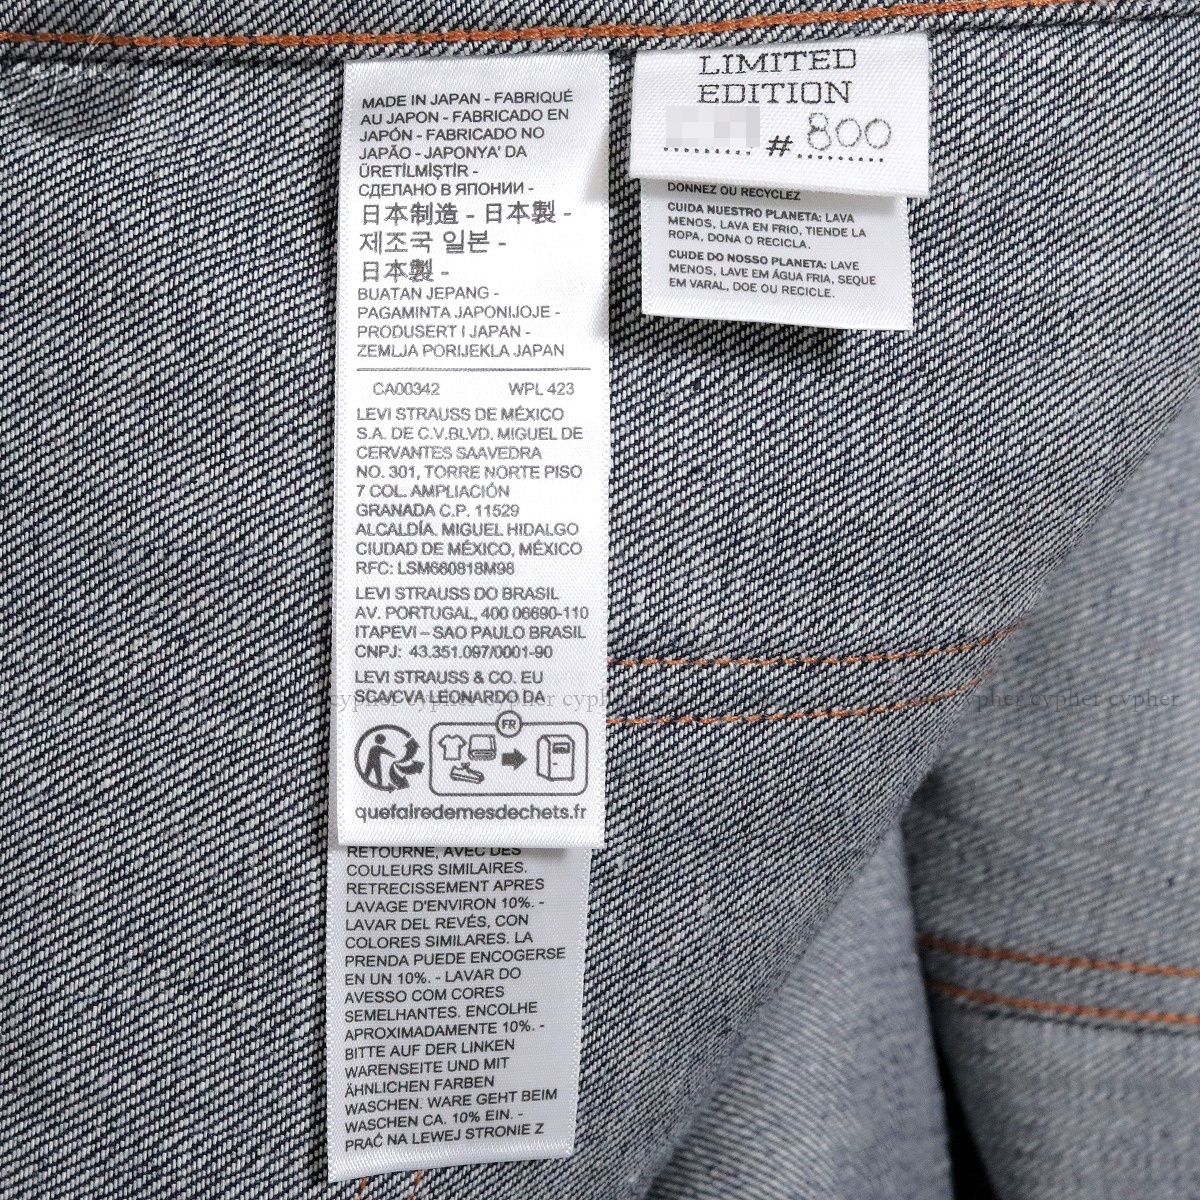 MADE IN JAPAN - FABRIQUÉ
AU JAPON - FABRICADO EN
JAPÓN - FABRICADO NO
JAPÃO - JAPONYA' DA
ÜRETİLMİŞTİR -
СДЕЛАНО В ЯПОНИИ -
日本制造 - 日本製 -
제조국 일본 -
日本製 -
BUATAN JEPANG -
PAGAMINTA JAPONIJOJE -
PRODUSERT I JAPAN -
ZEMLJA PORIJEKLA JAPAN
CA00342 WPL 423
LEVI STRAUSS DE MÉXICO
S.A. DE C.V.BLVD. MIGUEL DE
CERVANTES SAAVEDRA
NO. 301, TORRE NORTE PISO
7 COL. AMPLIACIÓN
GRANADA C.P. 11529
ALCALDÍA. MIGUEL HIDALGO
CIUDAD DE MÉXICO, MÉXICO
RFC: LSM660818M98
LEVI STRAUSS DO BRASIL
AV. PORTUGAL, 400 06690-110
ITAPEVI – SAO PAULO BRASIL
CNPJ: 43.351.097/0001-90
LEVI STRAUSS & CO. EU
SCA/CVA LEONARDO DA
FR
quefairedemesdechets.fr
RETOURNE, AVEC DES
COULEURS SIMILAIRES.
RETRECISSEMENT APRES
LAVAGE D'ENVIRON 10%. -
LAVAR DEL REVÉS, CON
COLORES SIMILARES. LA
PRENDA PUEDE ENCOGERSE
EN UN 10%. - LAVAR DO
AVESSO COM CORES
SEMELHANTES. ENCOLHE
APROXIMADAMENTE 10%. -
BITTE AUF DER LINKEN
WARENSEITE UND MIT
ÄHNLICHEN FARBEN
WASCHEN. WARE GEHT BEIM
WASCHEN CA. 10% EIN. -
PRAĆ NA LEWEJ STRONIE Z
LIMITED
EDITION
# 800
DONNEZ OU RECYCLEZ
CUIDA NUESTRO PLANETA: LAVA
MENOS, LAVA EN FRIO, TIENDE LA
ROPA, DONA O RECICLA.
CUIDE DO NOSSO PLANETA: LAVE
MENOS, LAVE EM ÁGUA FRIA, SEQUE
EM VARAL, DOE OU RECICLE.
cypher cypher cypher cypher cypher cypher